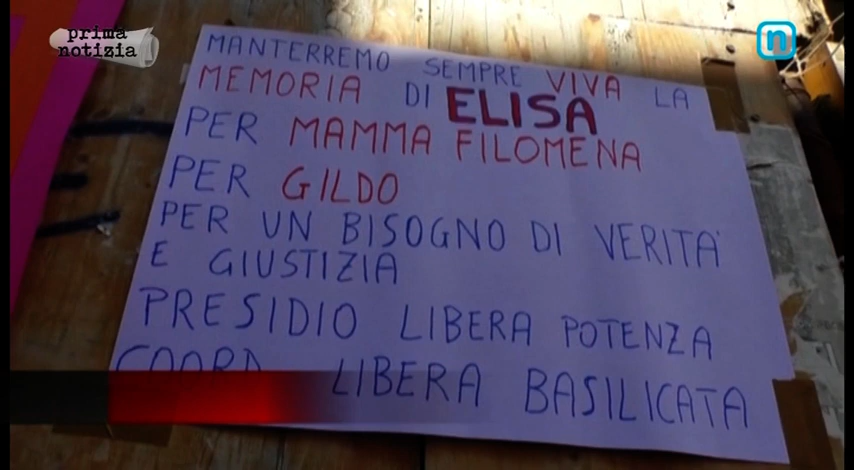 prima
notizia
n
MANTERREMO SEMPRE VIVA LA
MEMORIA DI ELISA
PER MAMMA FILOMENA
PER GILDO
PER UN BISOGNO DI VERITA'
E GIUSTIZIA
PRESIDIO LIBERA POTENZA
COORD. LIBERA BASILICATA